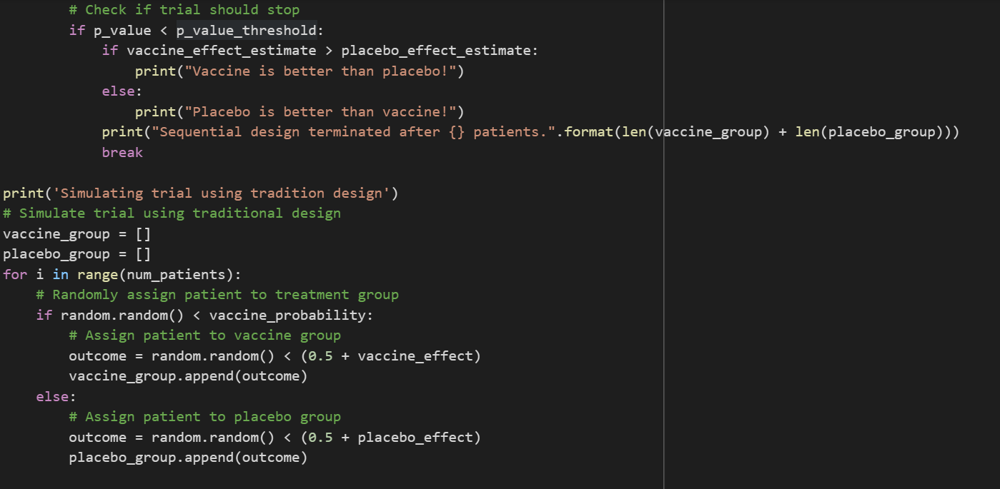 # Check if trial should stop
if p_value < p_value_threshold:
if vaccine_effect_estimate > placebo_effect_estimate:
print("Vaccine is better than placebo!")
else:
print("Placebo is better than vaccine!")
print("Sequential design terminated after {} patients.".format(len(vaccine_group) + len(placebo_group)))
break
print('Simulating trial using tradition design')
# Simulate trial using traditional design
vaccine_group = []
placebo_group = []
for i in range(num_patients):
# Randomly assign patient to treatment group
if random.random() < vaccine_probability:
# Assign patient to vaccine group
outcome = random.random() < (0.5 + vaccine_effect)
vaccine_group.append(outcome)
else:
# Assign patient to placebo group
outcome = random.random() < (0.5 + placebo_effect)
placebo_group.append(outcome)